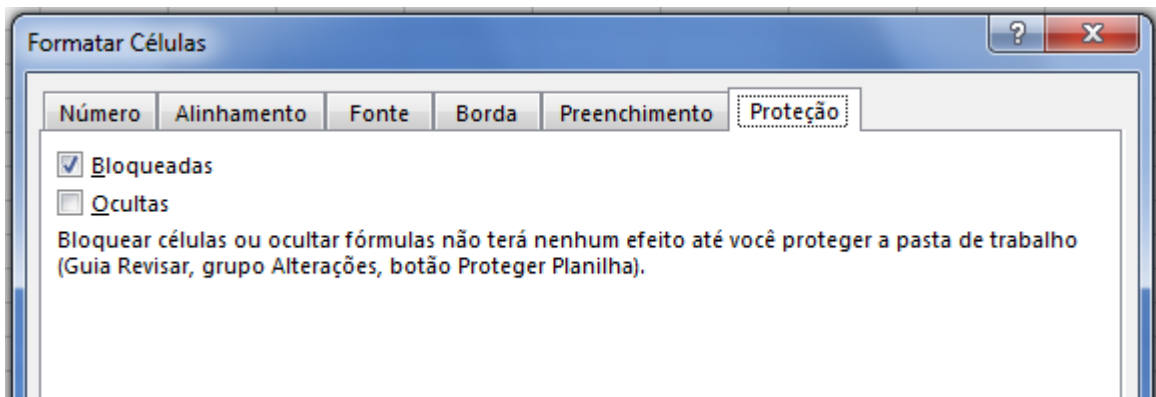 Formatar Células
Número Alinhamento Fonte Borda Preenchimento Proteção
Bloqueadas
Ocultas
Bloquear células ou ocultar fórmulas não terá nenhum efeito até você proteger a pasta de trabalho
(Guia Revisar, grupo Alterações, botão Proteger Planilha).